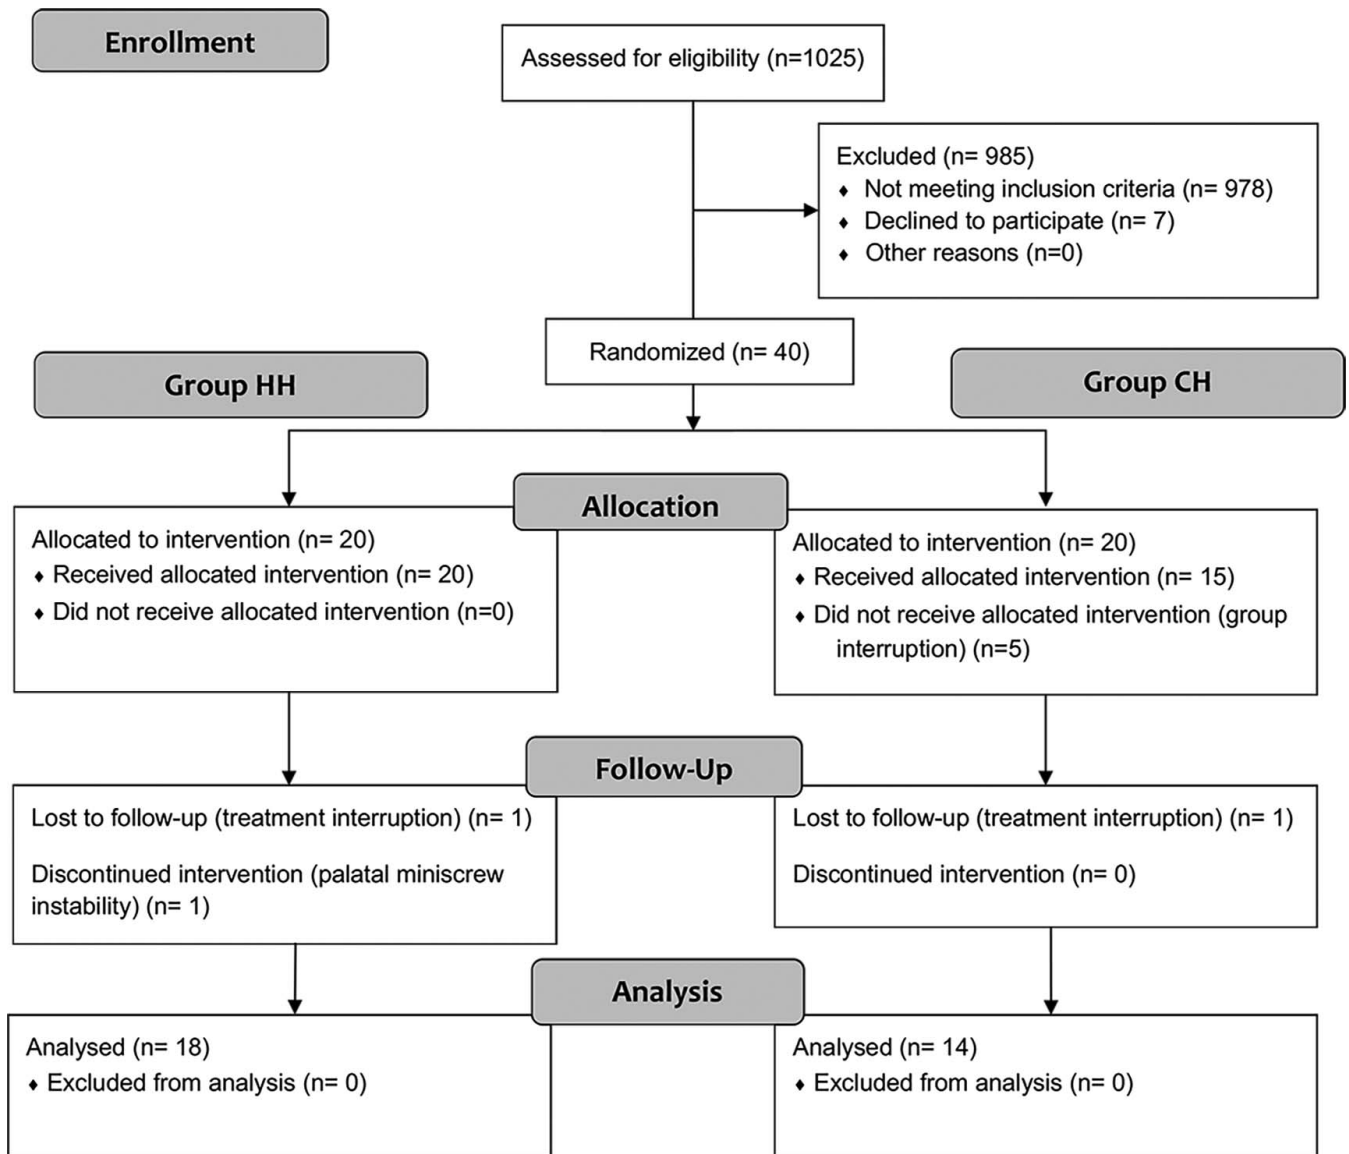 Enrollment
Assessed for eligibility (n=1025)
Excluded (n= 985)
♦ Not meeting inclusion criteria (n= 978)
♦ Declined to participate (n= 7)
♦ Other reasons (n=0)
Randomized (n= 40)
Group HH
Group CH
Allocation
Allocated to intervention (n= 20)
♦ Received allocated intervention (n= 20)
♦ Did not receive allocated intervention (n=0)
Allocated to intervention (n= 20)
♦ Received allocated intervention (n= 15)
♦ Did not receive allocated intervention (group
interruption) (n=5)
Follow-Up
Lost to follow-up (treatment interruption) (n= 1)
Discontinued intervention (palatal miniscrew
instability) (n= 1)
Lost to follow-up (treatment interruption) (n= 1)
Discontinued intervention (n= 0)
Analysis
Analysed (n= 18)
♦ Excluded from analysis (n= 0)
Analysed (n= 14)
♦ Excluded from analysis (n= 0)